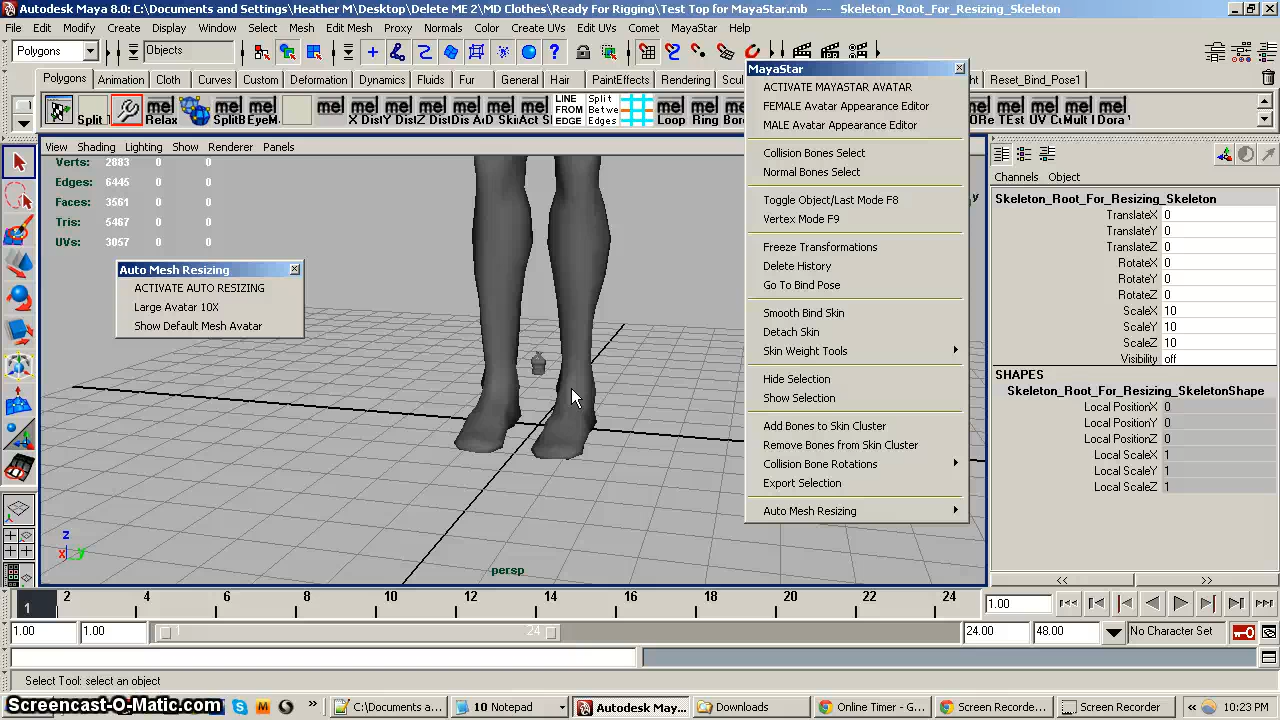 Autodesk Maya 8.0: C:\Documents and Settings\Heather M\Desktop\Delete ME 2\MD Clothes\Ready For Rigging\Test Top for MayaStar.mb --- Skeleton_Root_For_Resizing_Skeleton
File Edit Modify Create Display Window Select Mesh Edit Mesh Proxy Normals Color Create UVs Edit UVs Comet MayaStar Help
Polygons Objects
MayaStar
Polygons Animation Cloth Curves Custom Deformation Dynamics Fluids Fur General Hair PaintEffects Rendering Reset_Bind_Pose1
Split mel Relax SplitB EyeM LINE FROM EDGE Split Betwe Edges Loop Ring
ACTIVATE MAYASTAR AVATAR
FEMALE Avatar Appearance Editor
MALE Avatar Appearance Editor
Collision Bones Select
Normal Bones Select
Toggle Object/Last Mode F8
Vertex Mode F9
Freeze Transformations
Delete History
Go To Bind Pose
Smooth Bind Skin
Detach Skin
Skin Weight Tools
Hide Selection
Show Selection
Add Bones to Skin Cluster
Remove Bones from Skin Cluster
Collision Bone Rotations
Export Selection
Auto Mesh Resizing
View Shading Lighting Show Renderer Panels
Verts: 2883 0 0
Edges: 6445 0 0
Faces: 3561 0 0
Tris: 5467 0 0
UVs: 3057 0 0
Auto Mesh Resizing
ACTIVATE AUTO RESIZING
Large Avatar 10X
Show Default Mesh Avatar
z
x y
persp
y
Channels Object
Skeleton_Root_For_Resizing_Skeleton
TranslateX 0
TranslateY 0
TranslateZ 0
RotateX 0
RotateY 0
RotateZ 0
ScaleX 10
ScaleY 10
ScaleZ 10
Visibility off
SHAPES
Skeleton_Root_For_Resizing_SkeletonShape
Local PositionX 0
Local PositionY 0
Local PositionZ 0
Local ScaleX 1
Local ScaleY 1
Local ScaleZ 1
<< >>
1 2 4 6 8 10 12 14 16 18 20 22 24 1.00
1.00 1.00 1 24 24.00 48.00 No Character Set
Select Tool: select an object
Screencast-O-Matic.com C:\Documents a... 10 Notepad Autodesk May... Downloads Online Timer - G... Screen Recorde... Screen Recorder 10:23 PM